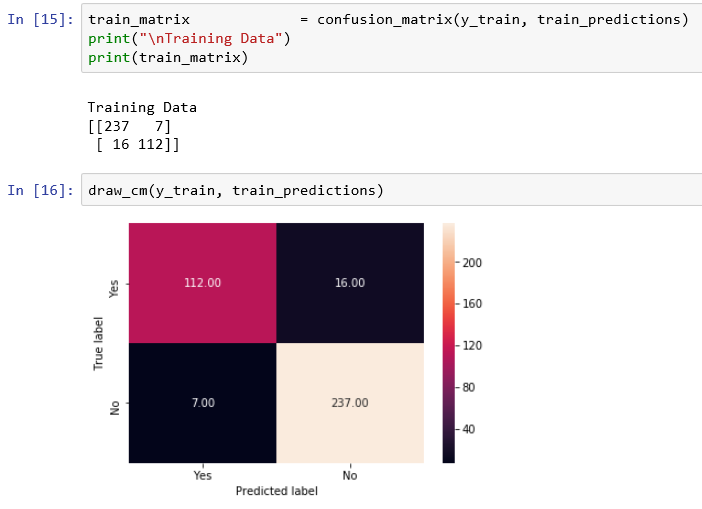 In [15]: train_matrix             = confusion_matrix(y_train, train_predictions)
print("\nTraining Data")
print(train_matrix)
Training Data
[[237   7]
 [ 16 112]]
In [16]: draw_cm(y_train, train_predictions)
200
160
120
80
40
Yes
112.00 16.00
True label
No
7.00 237.00
Yes No
Predicted label